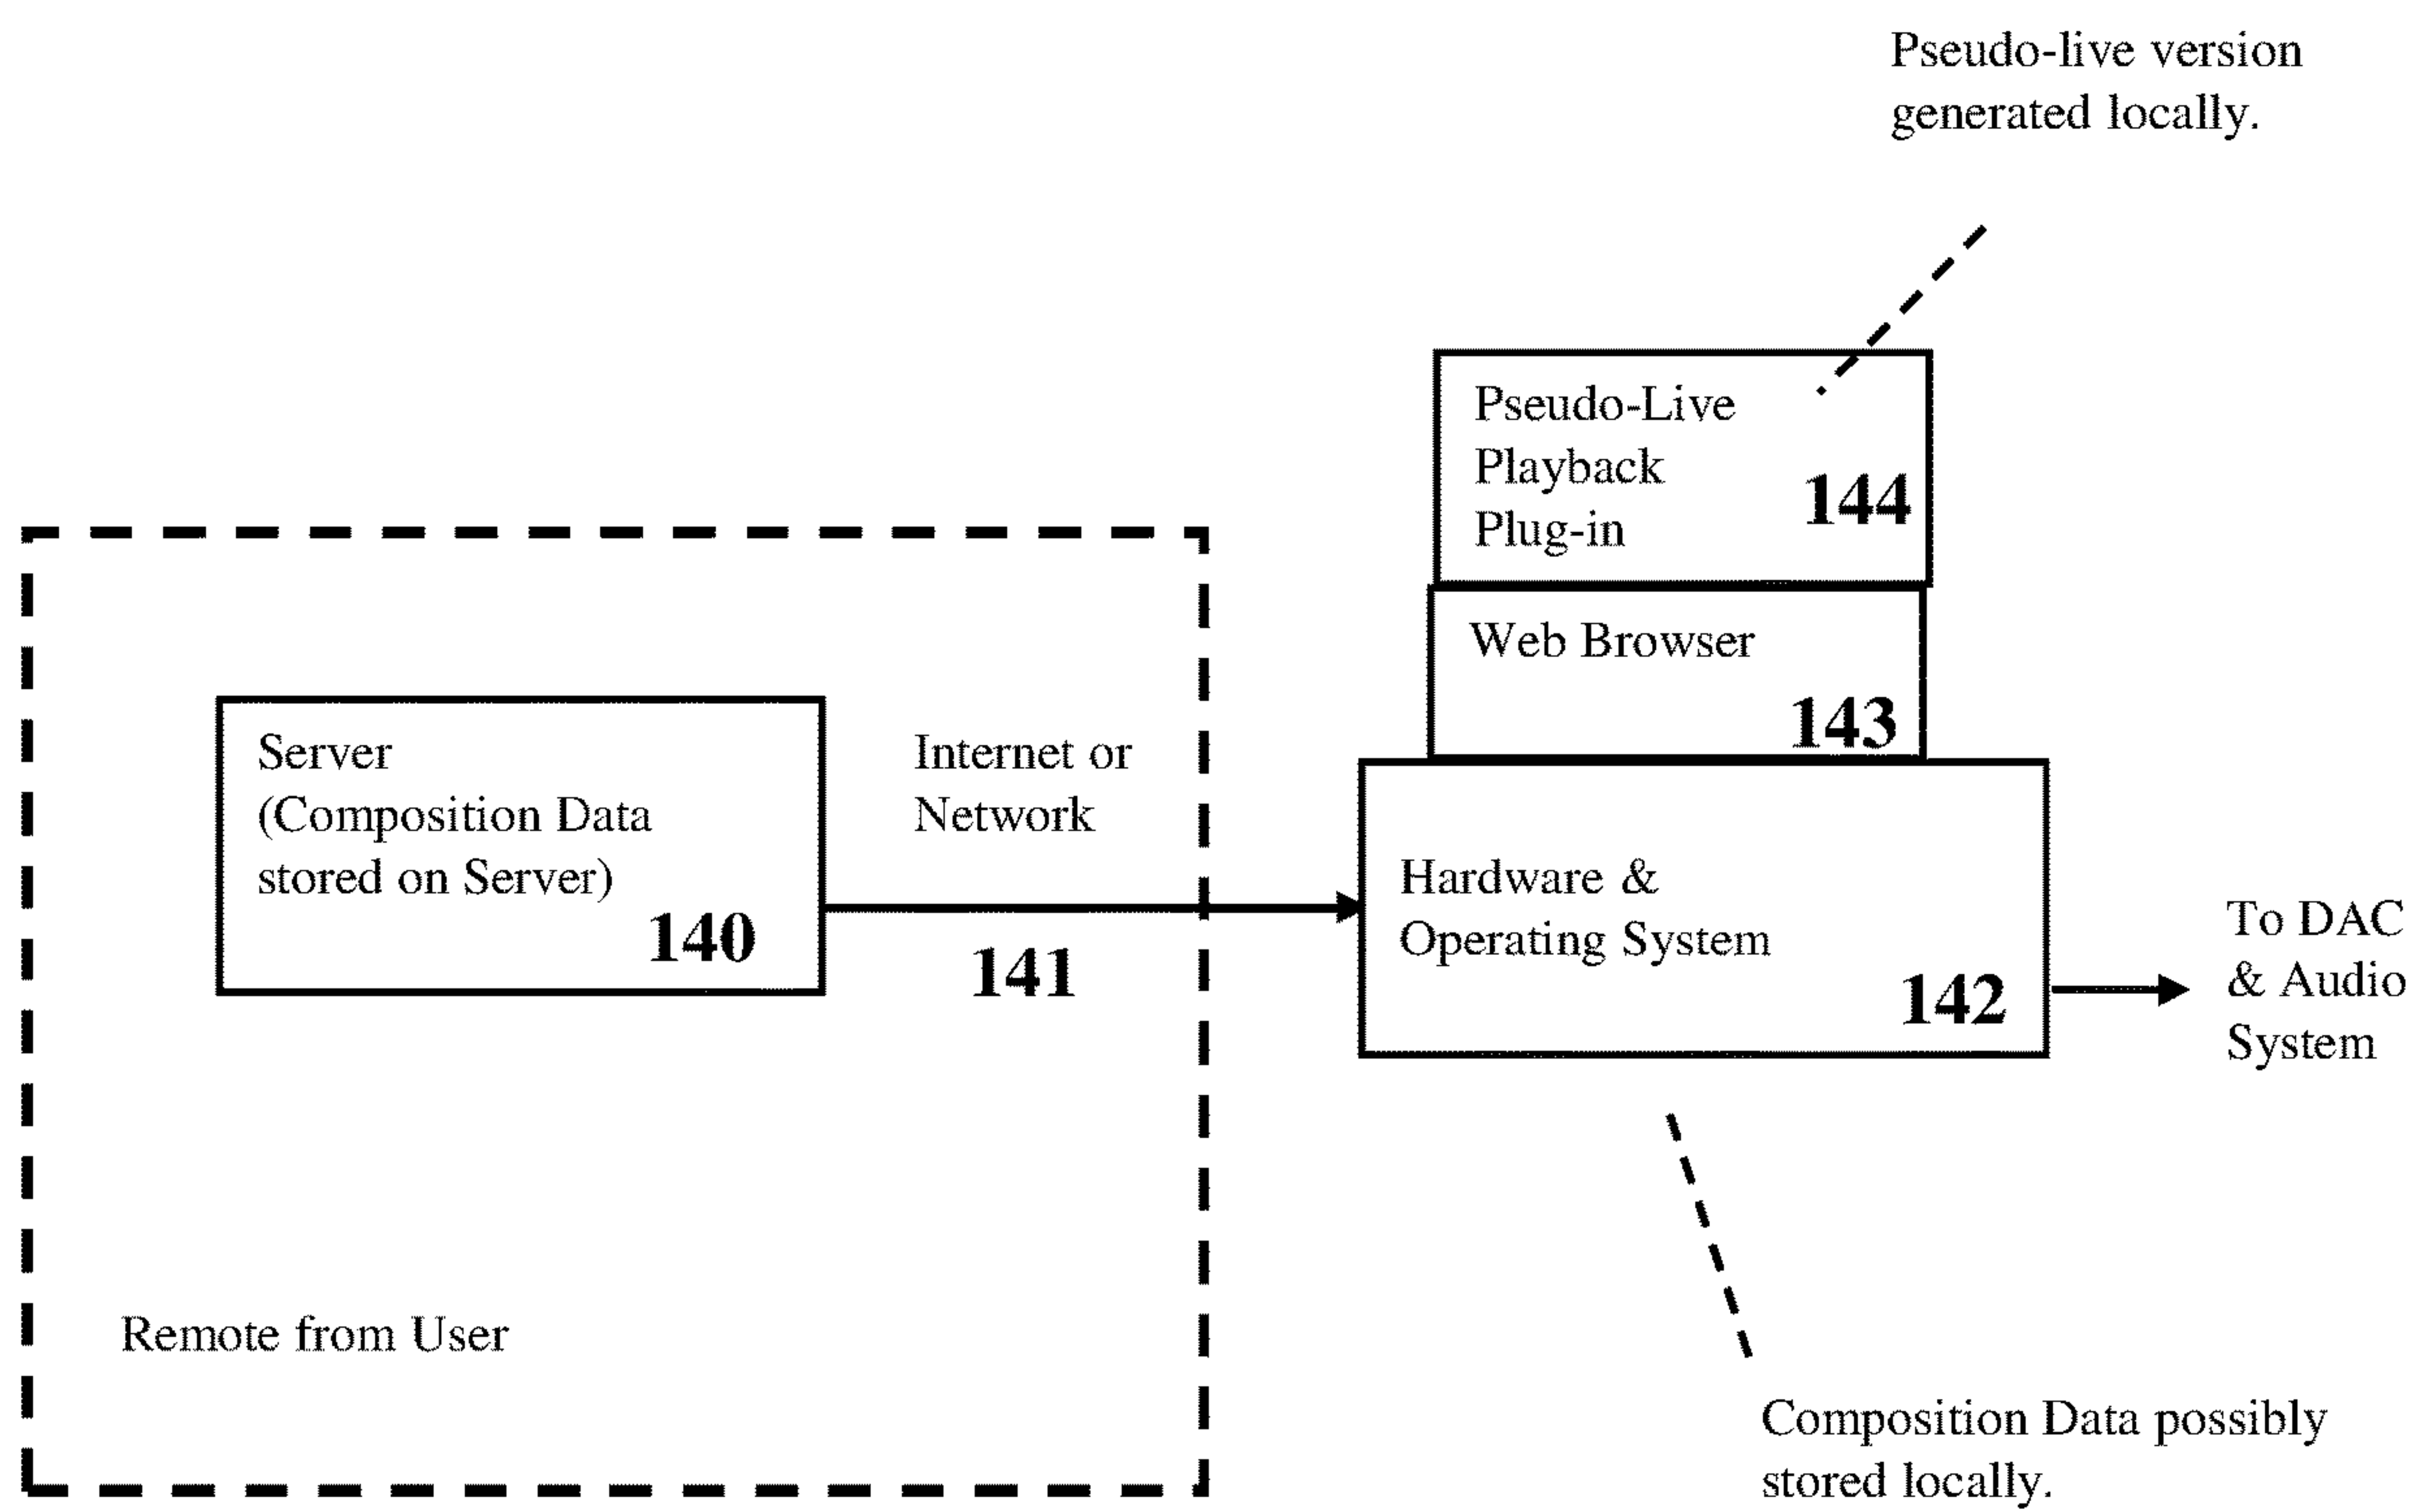 Pseudo-live version
generated locally.
Pseudo-Live
Playback
Plug-in
144
Web Browser
143
Server
(Composition Data
stored on Server)
140
Internet or
Network
141
Hardware &
Operating System
142
To DAC
& Audio
System
Remote from User
Composition Data possibly
stored locally.